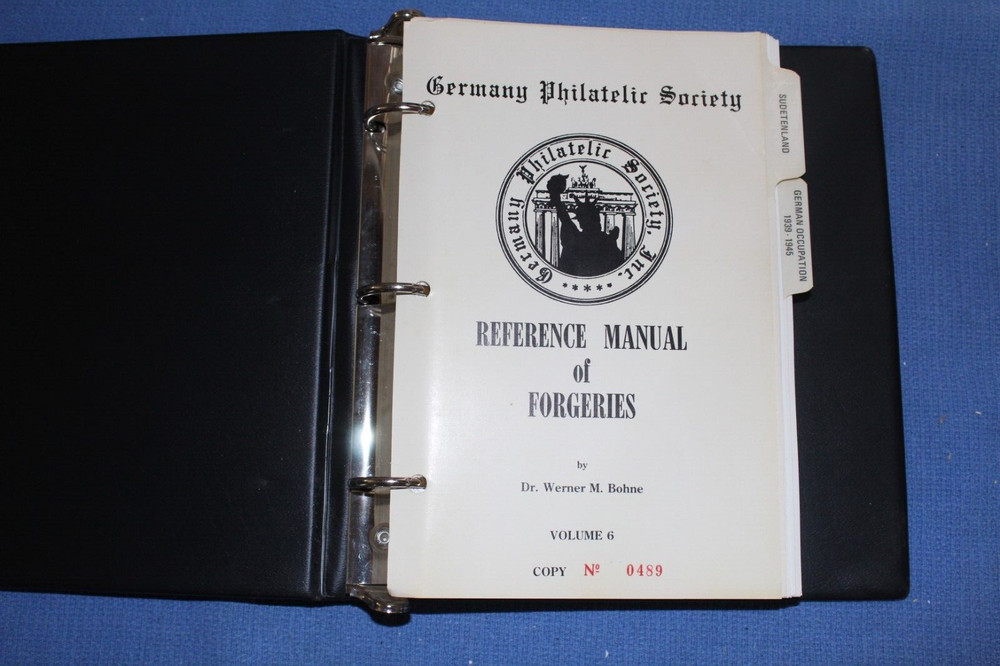 Germany Philatelic Society
Germany Philatelic Society, Inc.
REFERENCE MANUAL
of
FORGERIES
by
Dr. Werner M. Bohne
VOLUME 6
COPY Nº 0489
SUDETENLAND
GERMAN OCCUPATION
1939-1945